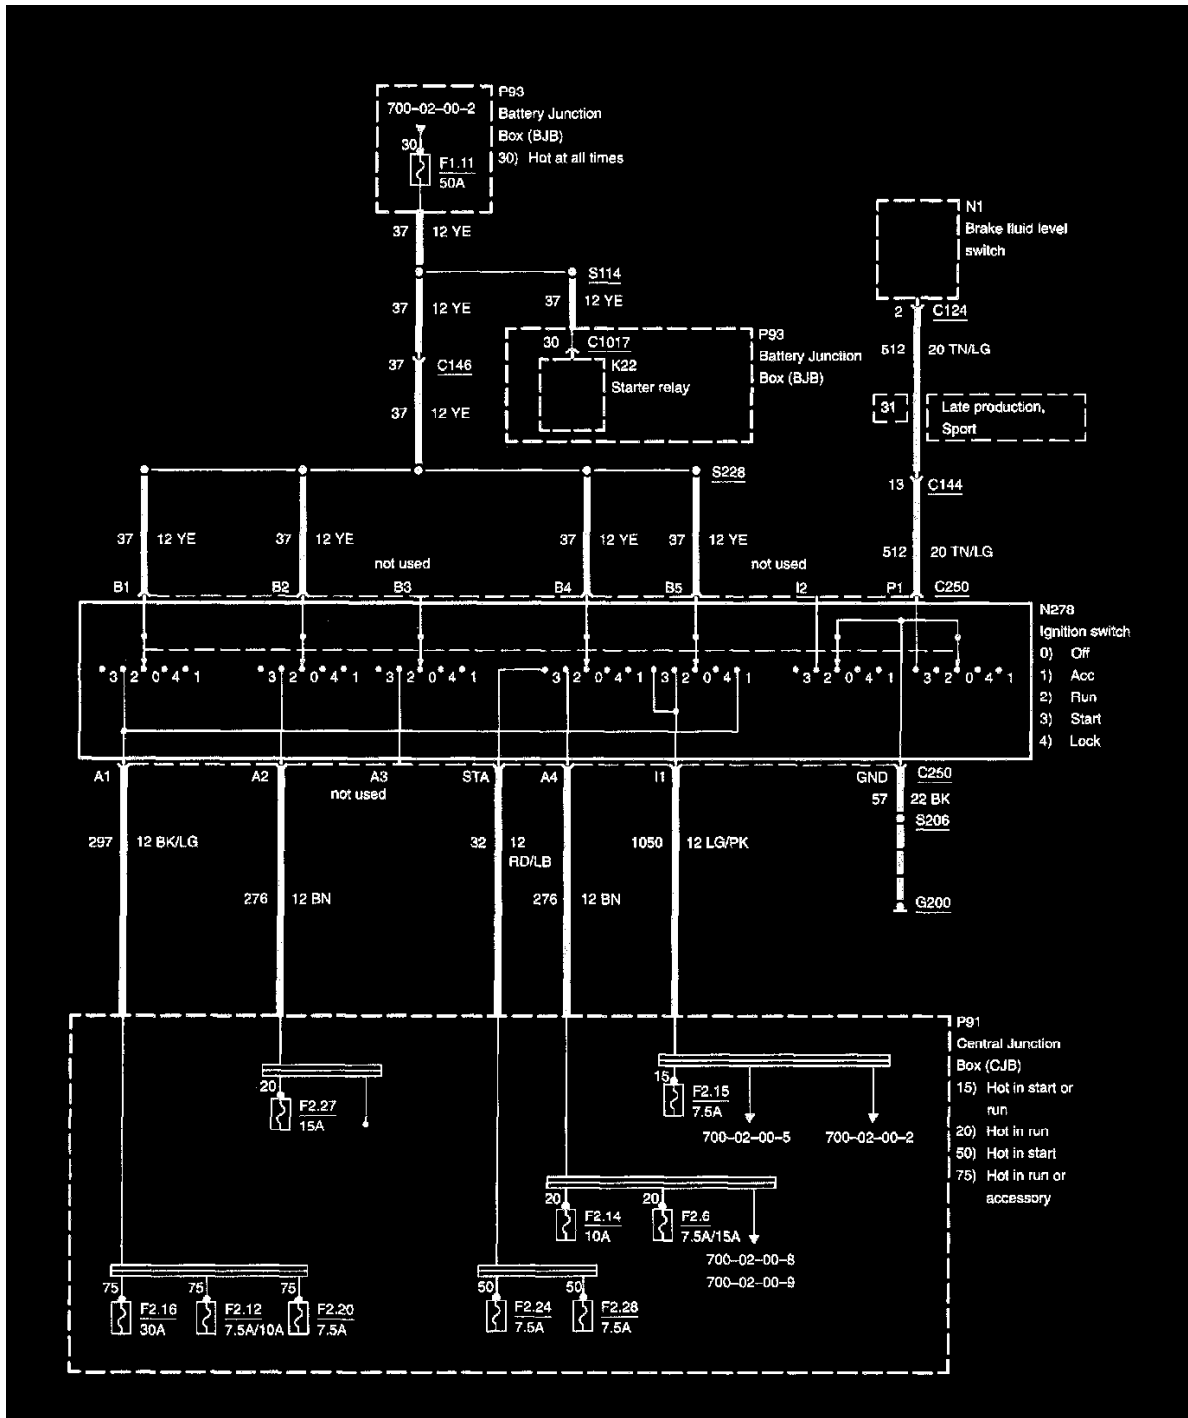 P93
Battery Junction
Box (BJB)
30) Hot at all times
700-02-00-2
30
F1.11
50A
37 12 YE
S114
37 12 YE
37 12 YE
37 C146
37 12 YE
30 C1017
K22
Starter relay
P93
Battery Junction
Box (BJB)
N1
Brake fluid level
switch
2 C124
512 20 TN/LG
31
Late production,
Sport
13 C144
512 20 TN/LG
S228
37 12 YE
37 12 YE
37 12 YE
37 12 YE
not used
not used
B1 B2 B3 B4 B5 I2 P1 C250
3 2 0 4 1
3 2 0 4 1
3 2 0 4 1
3 2 0 4 1
3 2 0 4 1
3 2 0 4 1
3 2 0 4 1
N278
Ignition switch
0) Off
1) Acc
2) Run
3) Start
4) Lock
A1 A2 A3 STA A4 I1 GND C250
not used
57 22 BK
S206
G200
297 12 BK/LG
276 12 BN
32 12
RD/LB
276 12 BN
1050 12 LG/PK
P91
Central Junction
Box (CJB)
15) Hot in start or
run
20) Hot in run
50) Hot in start
75) Hot in run or
accessory
20
F2.27
15A
15
F2.15
7.5A
700-02-00-5 700-02-00-2
20
F2.14
10A
20
F2.6
7.5A/15A
700-02-00-8
700-02-00-9
75
F2.16
30A
75
F2.12
7.5A/10A
75
F2.20
7.5A
50
F2.24
7.5A
50
F2.28
7.5A